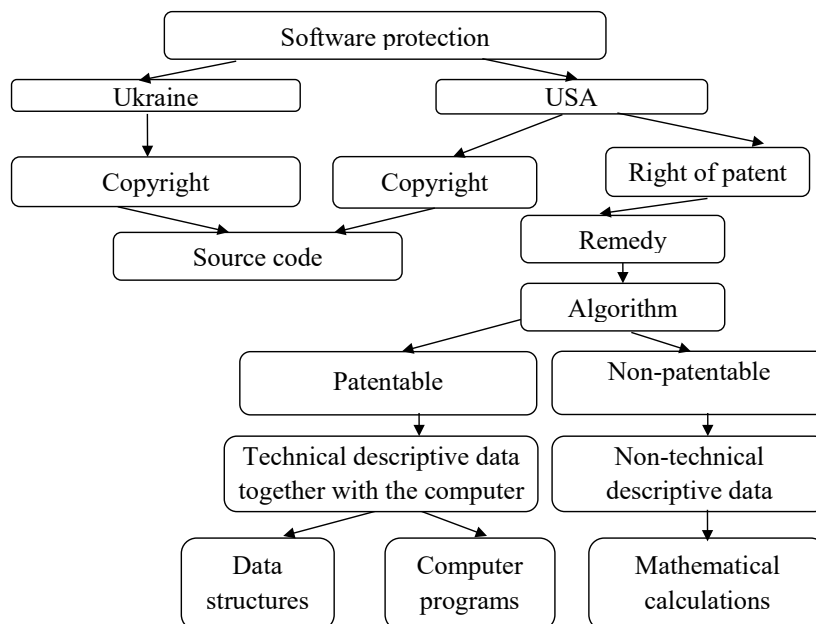 Software protection
Ukraine
USA
Copyright
Copyright
Right of patent
Source code
Remedy
Algorithm
Patentable
Non-patentable
Technical descriptive data
together with the computer
Non-technical
descriptive data
Data
structures
Computer
programs
Mathematical
calculations